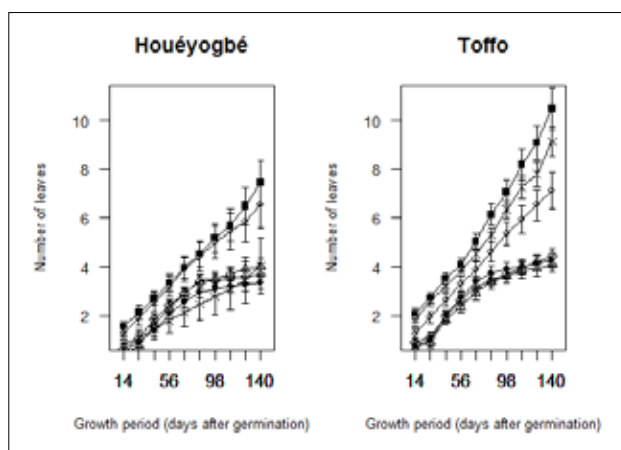 Houéyogbé
Number of leaves
10
8
6
4
2
14 56 98 140
Growth period (days after germination)
Toffo
Number of leaves
10
8
6
4
2
14 56 98 140
Growth period (days after germination)